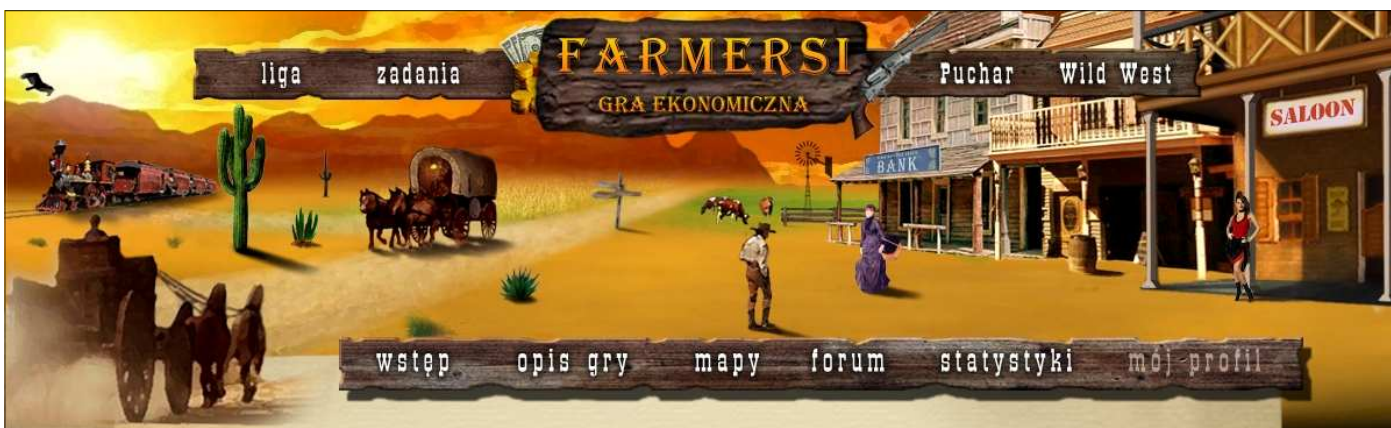 FARMERSI
liga zadania
Puchar Wild West
GRA EKONOMICZNA
SALOON
BANK
wstęp opis gry mapy forum statystyki mój profil